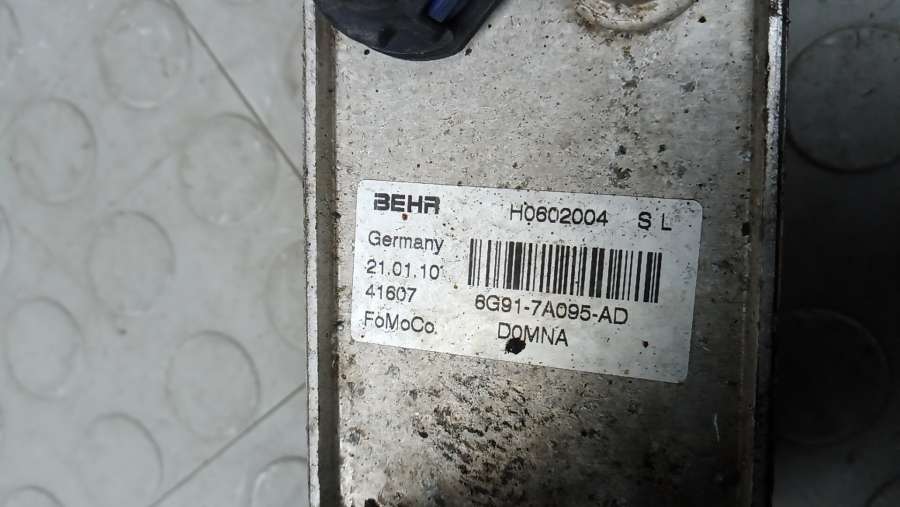 BEHR H0602004 S L
Germany
21.01.10
41607 6G91-7A095-AD
FoMoCo. D0MNA